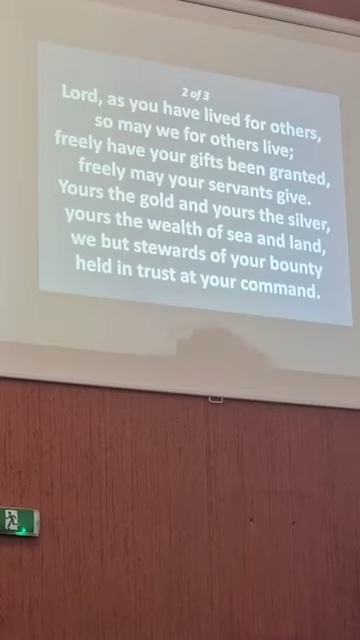 2 of 3
Lord, as you have lived for others,
so may we for others live;
freely have your gifts been granted,
freely may your servants give.
Yours the gold and yours the silver,
yours the wealth of sea and land,
we but stewards of your bounty
held in trust at your command.